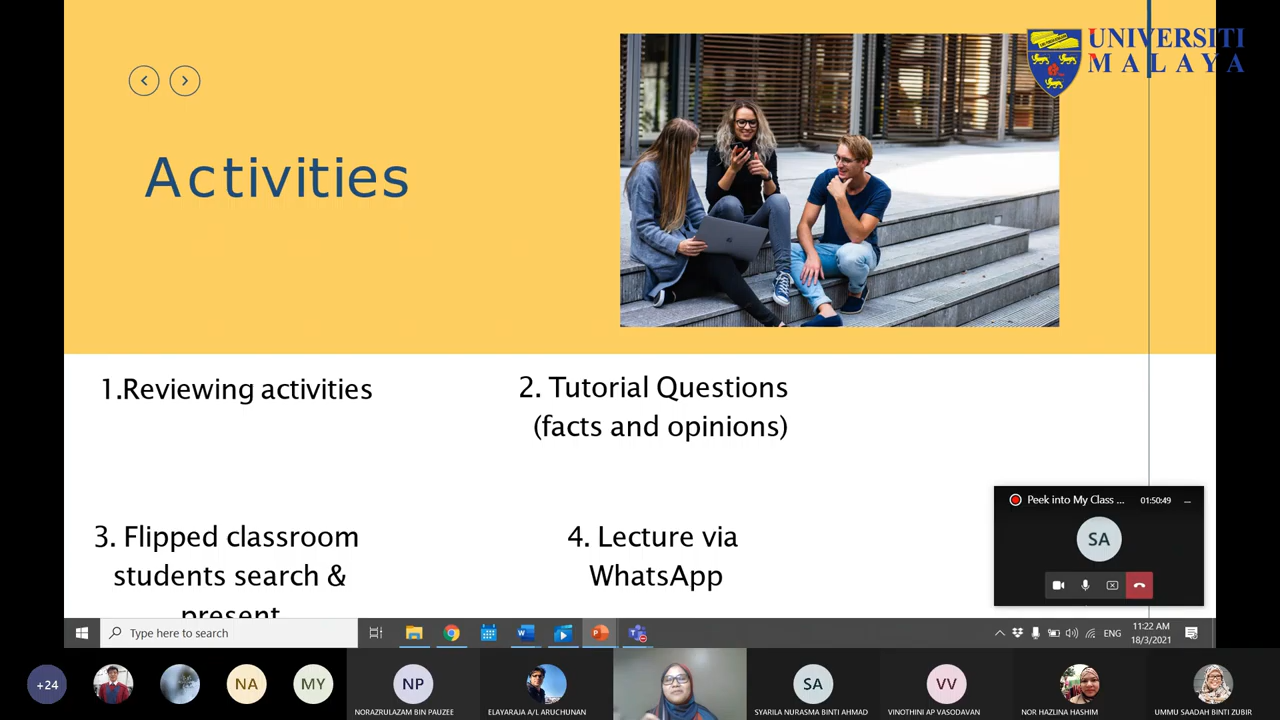 UNIVERSITI
MALAYA
Activities
1.Reviewing activities
2. Tutorial Questions
(facts and opinions)
3. Flipped classroom
students search &
present
4. Lecture via
WhatsApp
Peek into My Class ...
01:50:49
SA
Type here to search
ENG
11:22 AM
18/3/2021
+24
NA
MY
NP
NORAZRULAZAM BIN PAUZEE
ELAYARAJA A/L ARUCHUNAN
SA
SYARILA NURASMA BINTI AHMAD
VV
VINOTHINI AP VASODAVAN
NOR HAZLINA HASHIM
UMMU SAADAH BINTI ZUBIR